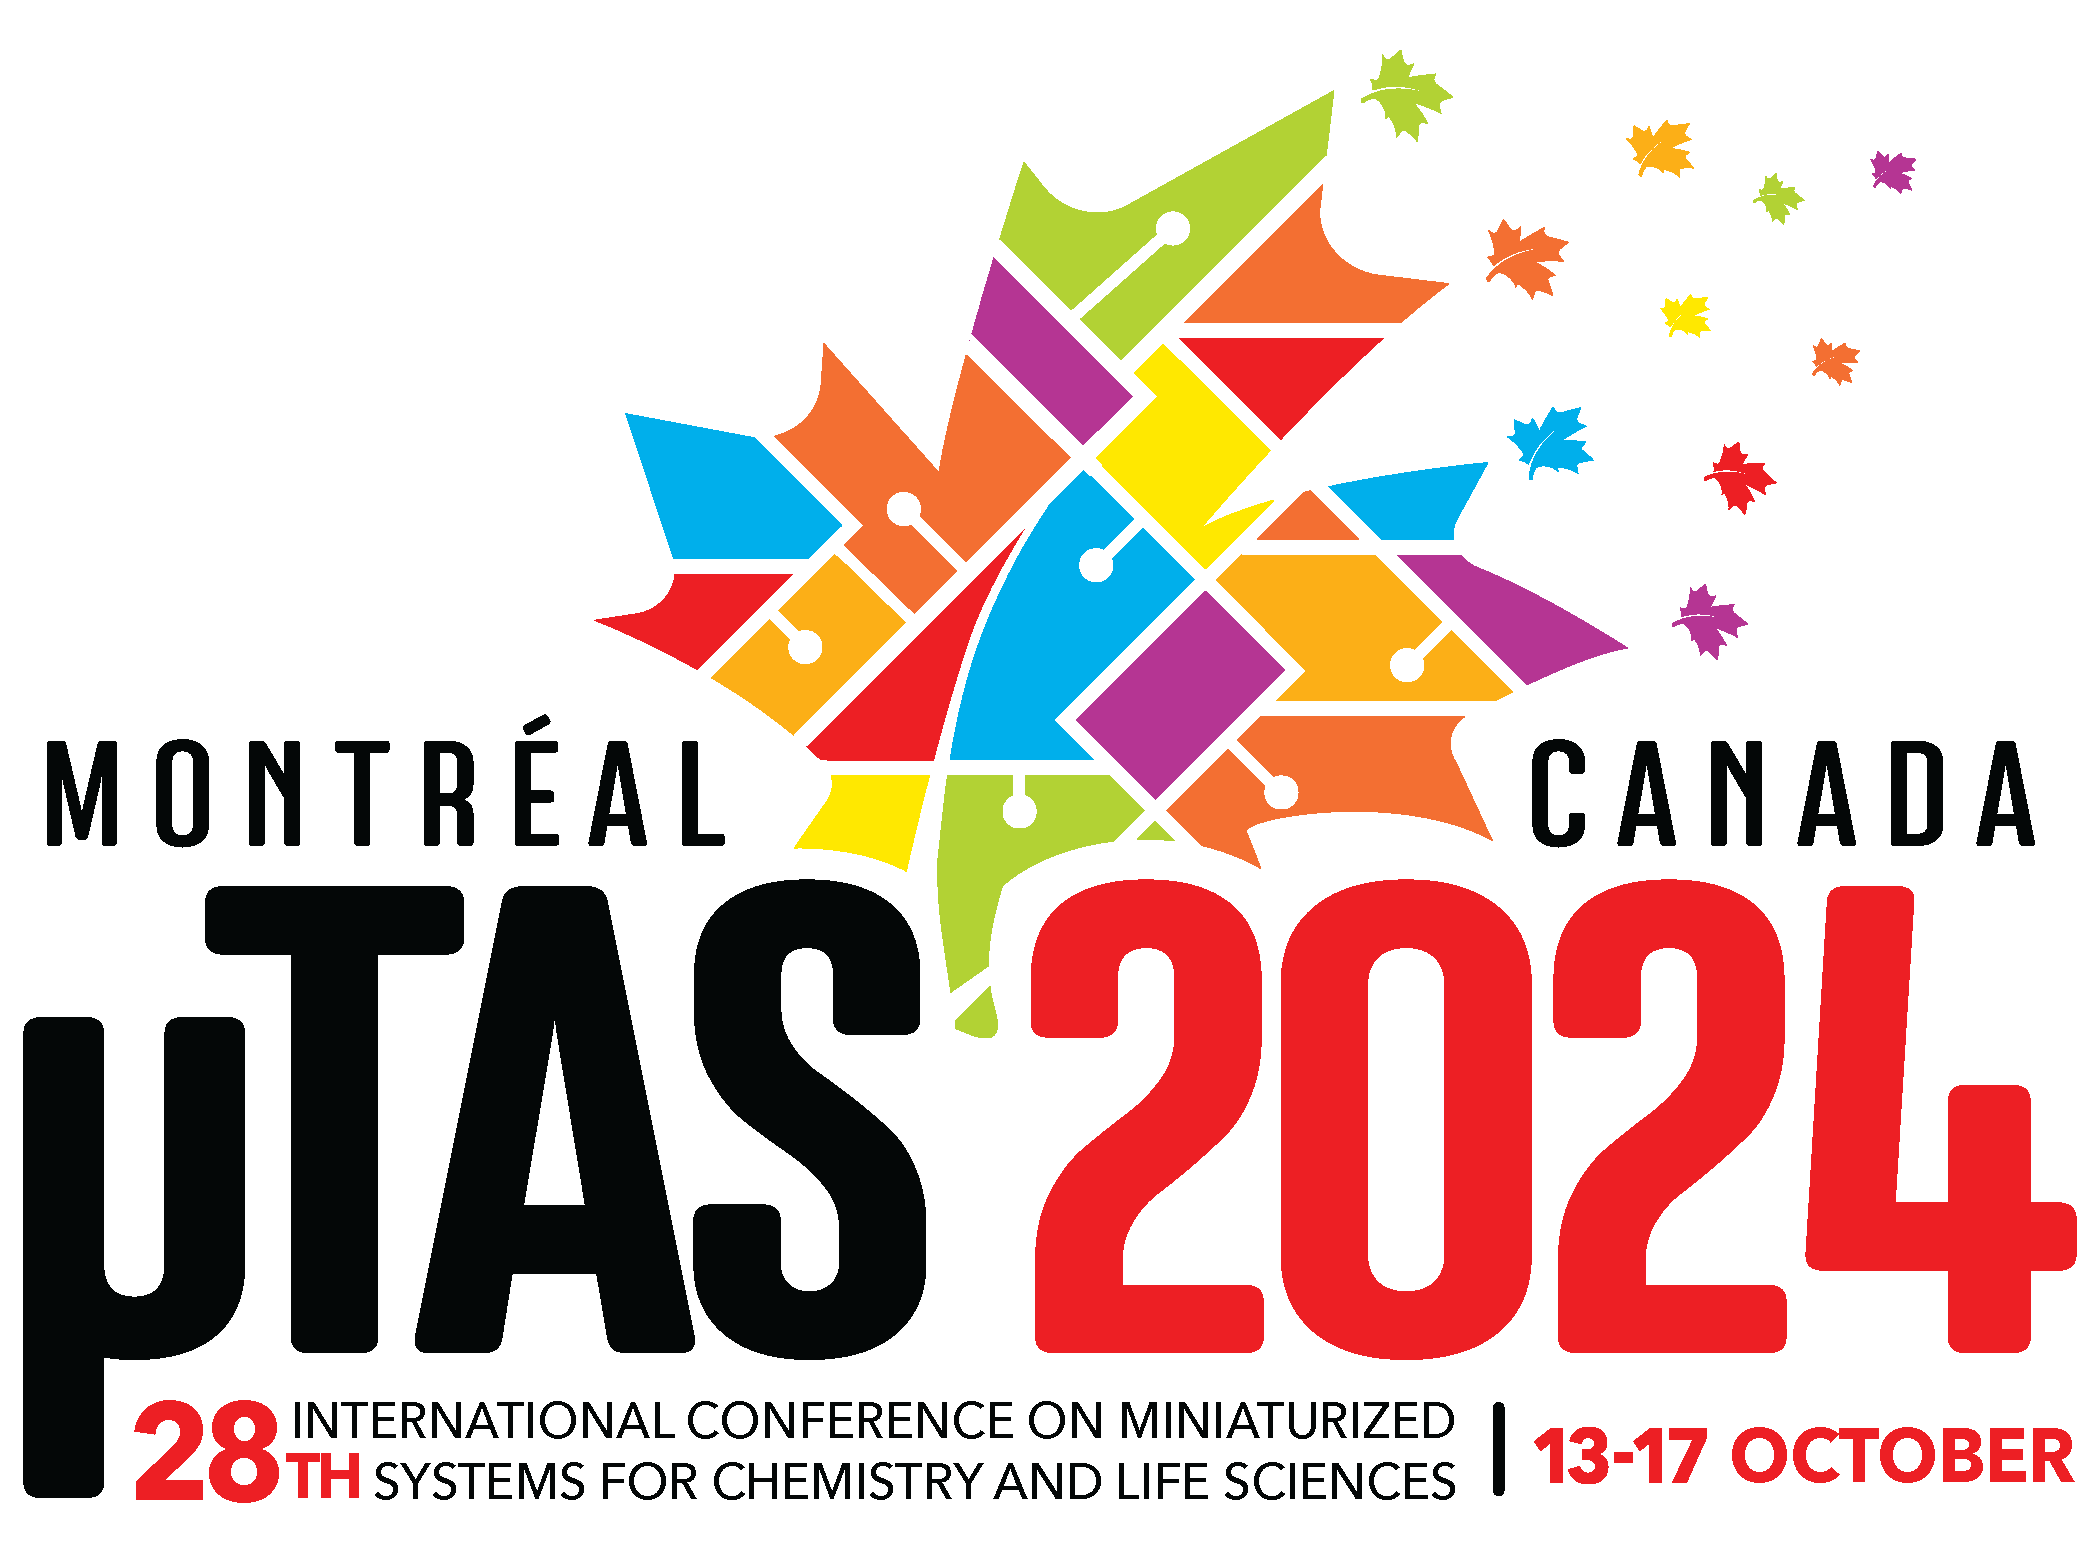 MONTRÉAL CANADA
µTAS 2024
28TH INTERNATIONAL CONFERENCE ON MINIATURIZED
SYSTEMS FOR CHEMISTRY AND LIFE SCIENCES
13-17 OCTOBER